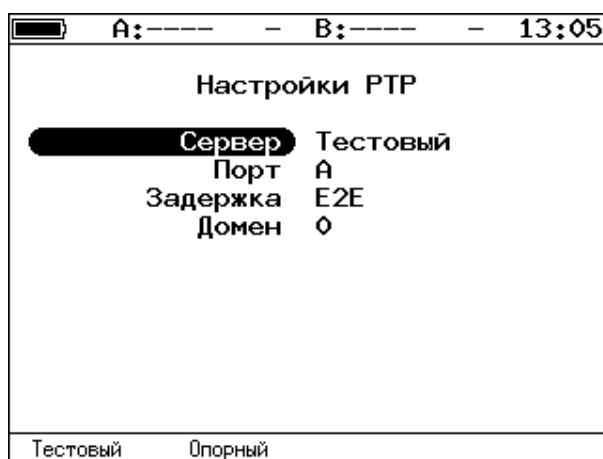 A:---- - B:---- - 13:05
Настройки PTP
Сервер Тестовый
Порт A
Задержка E2E
Домен 0
Тестовый Опорный